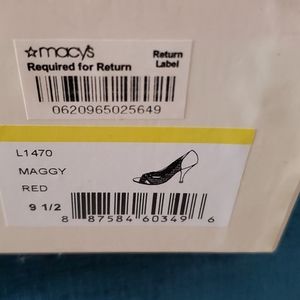 macy's
Required for Return
Return
Label
0620965025649
L1470
MAGGY
RED
9 1/2
8 87584 60349 6